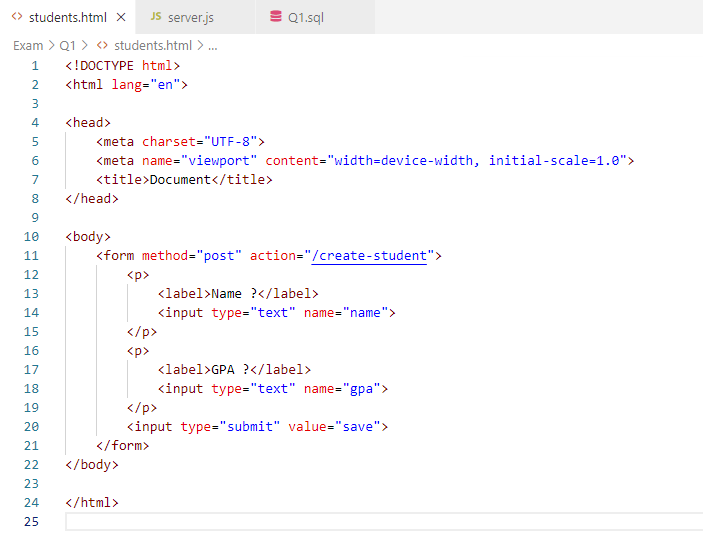 students.html server.js Q1.sql
Exam > Q1 > students.html > ...
1 <!DOCTYPE html>
2 <html lang="en">
3
4 <head>
5     <meta charset="UTF-8">
6     <meta name="viewport" content="width=device-width, initial-scale=1.0">
7     <title>Document</title>
8 </head>
9
10 <body>
11     <form method="post" action="/create-student">
12         <p>
13             <label>Name ?</label>
14             <input type="text" name="name">
15         </p>
16         <p>
17             <label>GPA ?</label>
18             <input type="text" name="gpa">
19         </p>
20         <input type="submit" value="save">
21     </form>
22 </body>
23
24 </html>
25